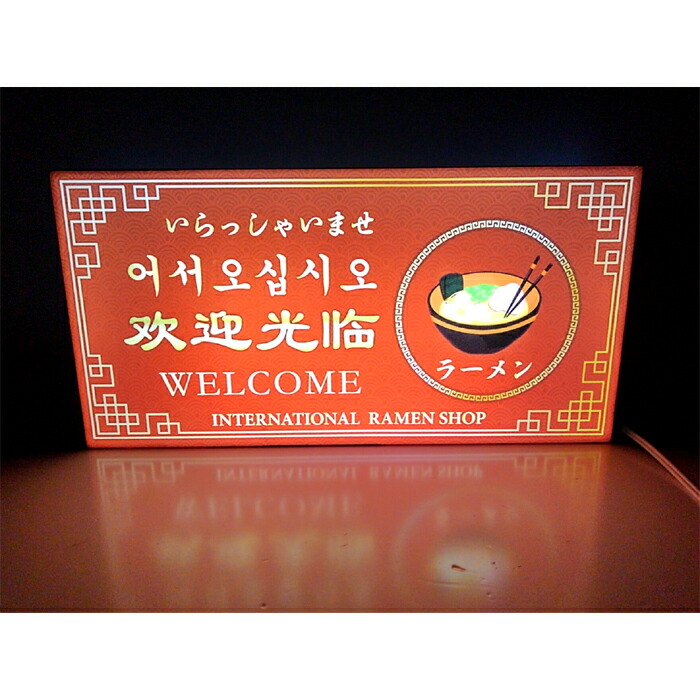 いらっしゃいませ
어서오십시오
欢迎光临
WELCOME
INTERNATIONAL RAMEN SHOP
ラーメン